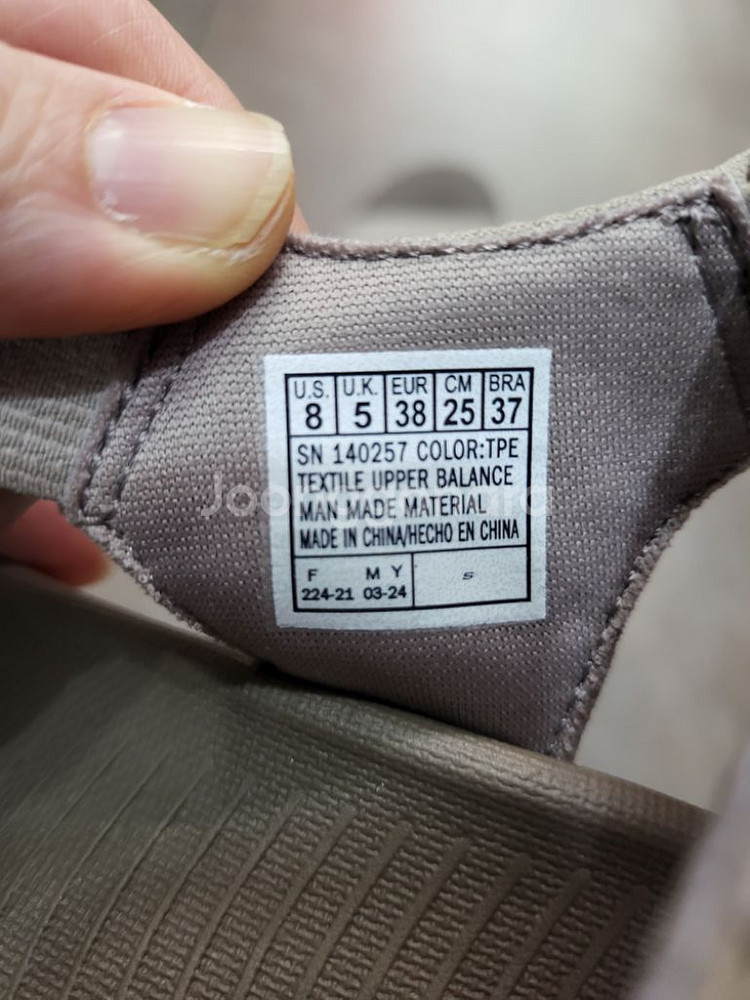 U.S. U.K. EUR CM BRA
8 5 38 25 37
SN 140257 COLOR:TPE
TEXTILE UPPER BALANCE
MAN MADE MATERIAL
MADE IN CHINA/HECHO EN CHINA
F M Y S
224-21 03-24